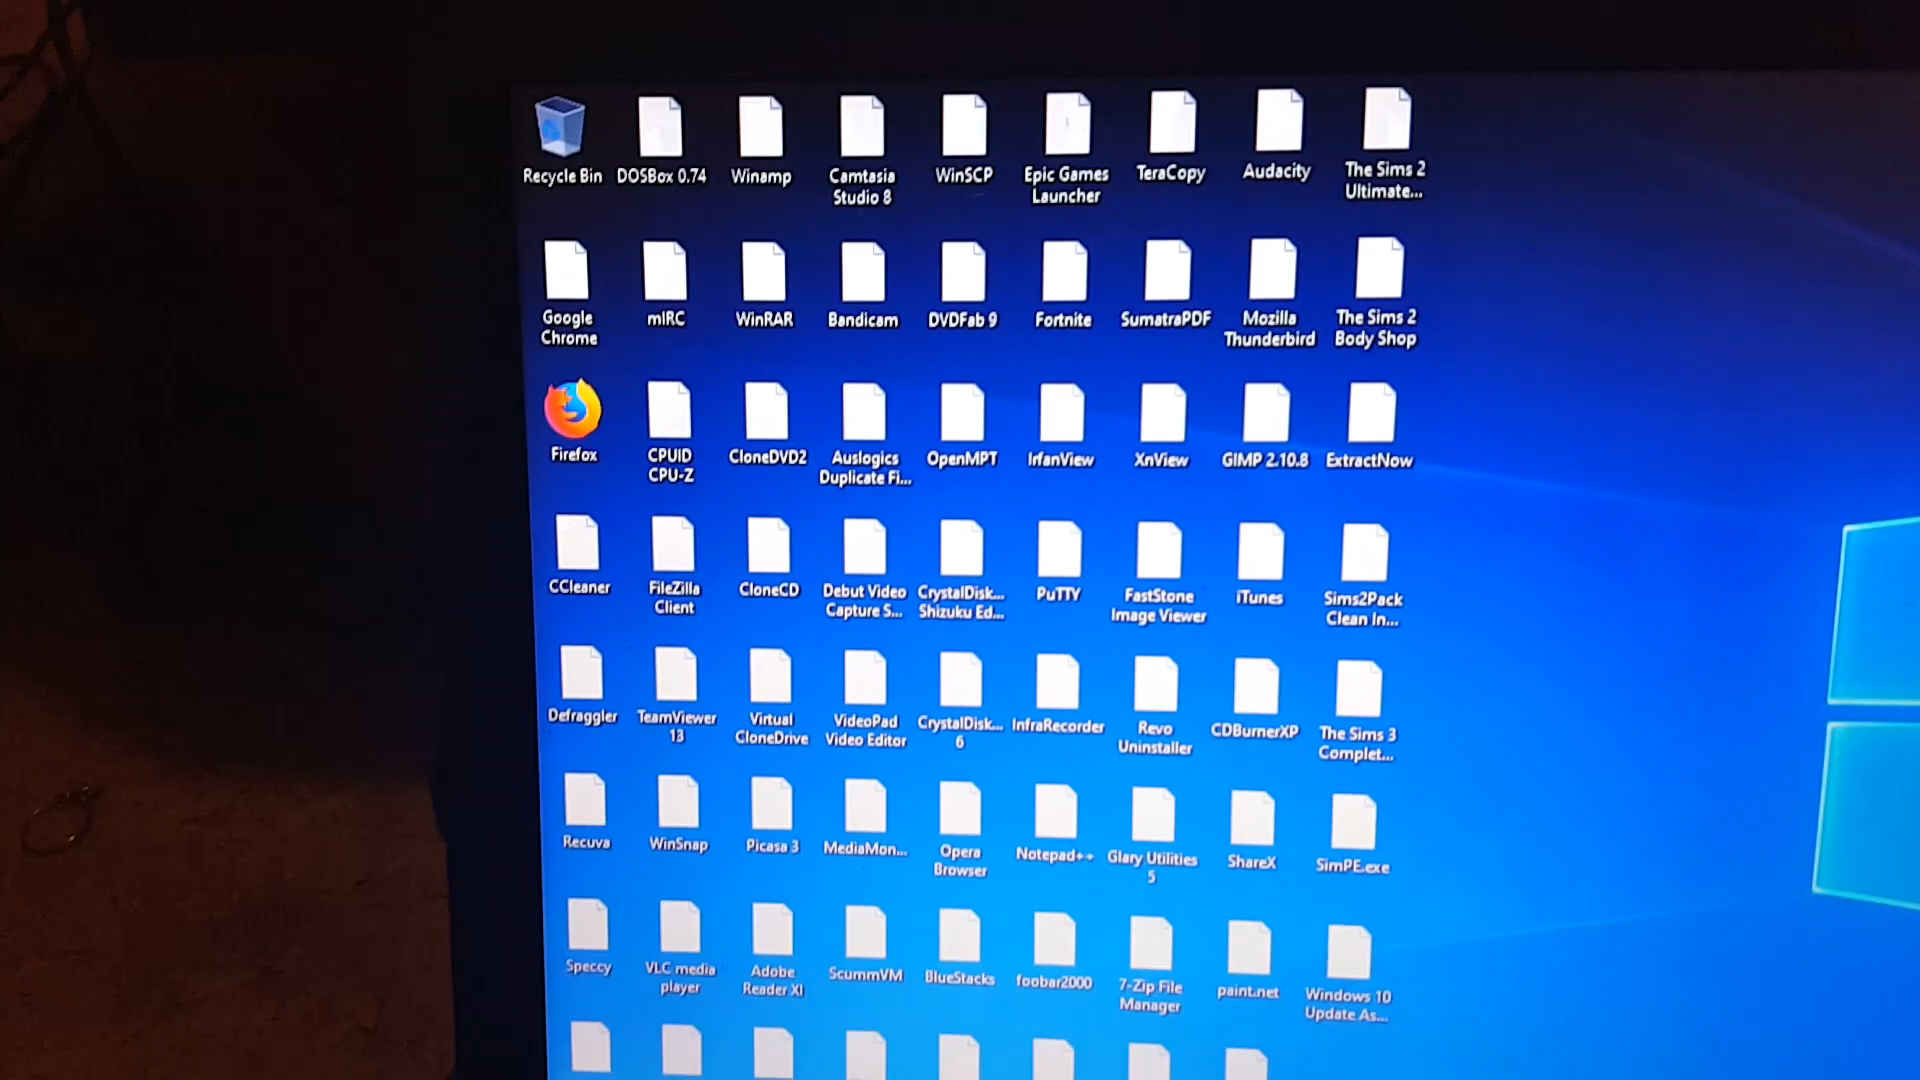 Recycle Bin
DOSBox 0.74
Winamp
Camtasia
Studio 8
WinSCP
Epic Games
Launcher
TeraCopy
Audacity
The Sims 2
Ultimate...
Google
Chrome
mIRC
WinRAR
Bandicam
DVDFab 9
Fortnite
SumatraPDF
Mozilla
Thunderbird
The Sims 2
Body Shop
Firefox
CPUID
CPU-Z
CloneDVD2
Auslogics
Duplicate Fi...
OpenMPT
IrfanView
XnView
GIMP 2.10.8
ExtractNow
CCleaner
FileZilla
Client
CloneCD
Debut Video
Capture S...
CrystalDisk...
Shizuku Ed...
PuTTY
FastStone
Image Viewer
iTunes
Sims2Pack
Clean In...
Defraggler
TeamViewer
13
Virtual
CloneDrive
VideoPad
Video Editor
CrystalDisk...
6
InfraRecorder
Revo
Uninstaller
CDBurnerXP
The Sims 3
Complet...
Recuva
WinSnap
Picasa 3
MediaMon...
Opera
Browser
Notepad++
Glary Utilities
5
ShareX
SimPE.exe
Speccy
VLC media
player
Adobe
Reader XI
ScummVM
BlueStacks
foobar2000
7-Zip File
Manager
paint.net
Windows 10
Update As...